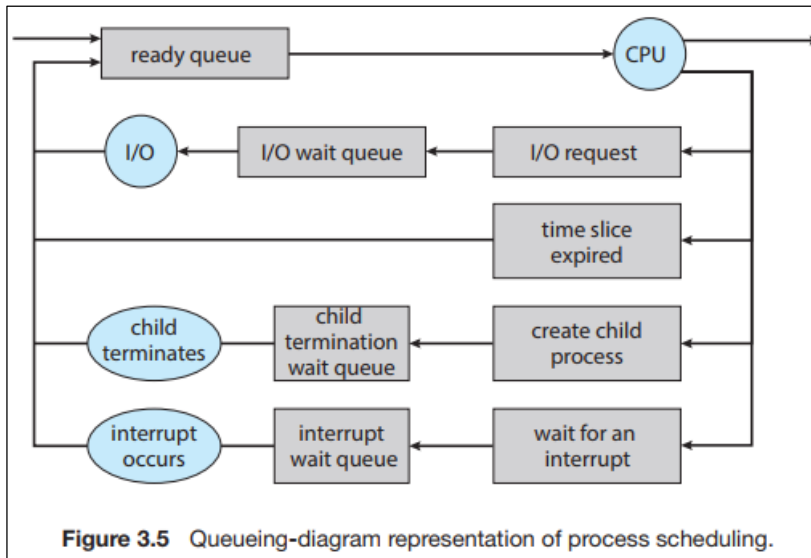 ready queue
CPU
I/O
I/O wait queue
I/O request
time slice
expired
child
terminates
child
termination
wait queue
create child
process
interrupt
occurs
interrupt
wait queue
wait for an
interrupt
Figure 3.5 Queueing-diagram representation of process scheduling.